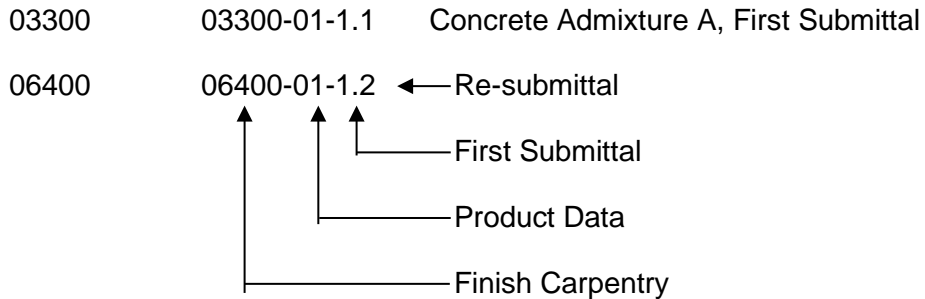 03300 03300-01-1.1 Concrete Admixture A, First Submittal
06400 06400-01-1.2 Re-submittal
First Submittal
Product Data
Finish Carpentry